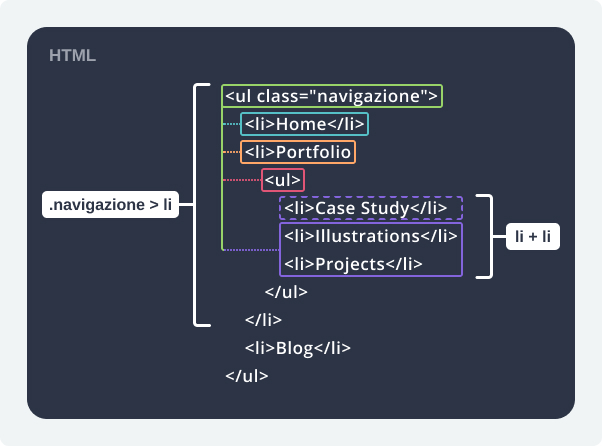 HTML
<ul class="navigazione">
<li>Home</li>
<li>Portfolio
<ul>
.navigazione > li
<li>Case Study</li>
<li>Illustrations</li>
li + li
<li>Projects</li>
</ul>
</li>
<li>Blog</li>
</ul>